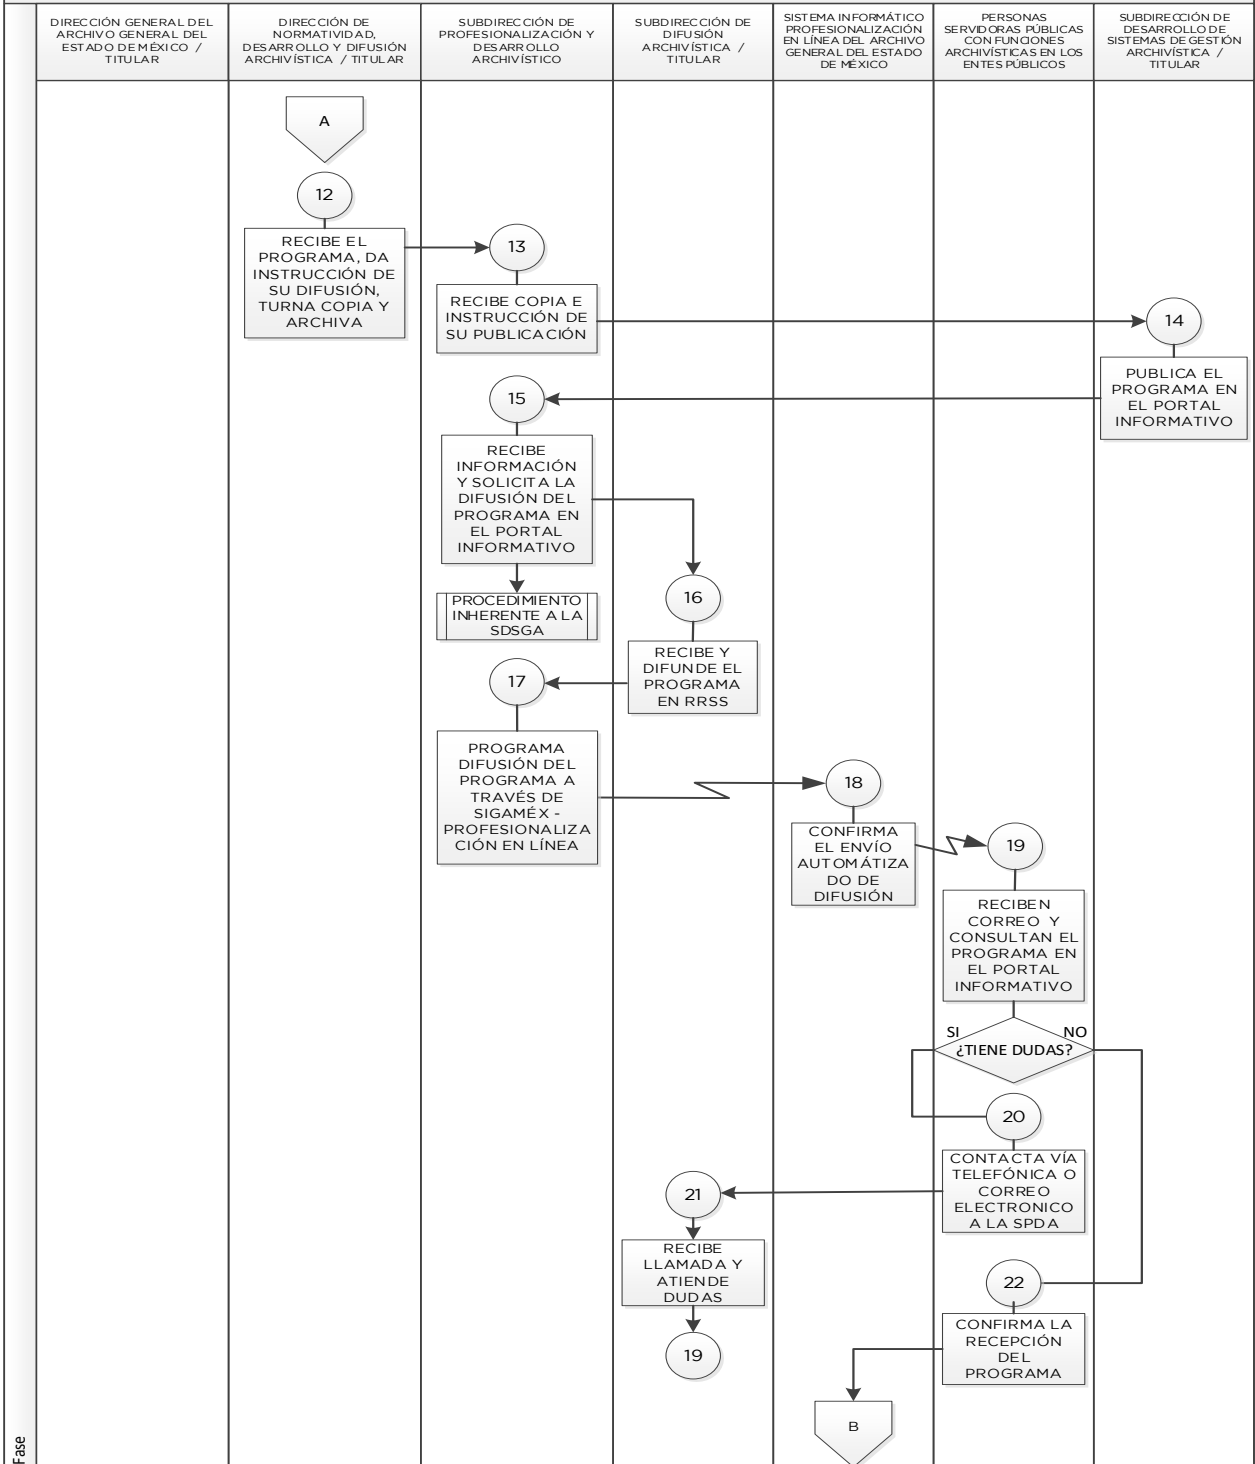 DIRECCIÓN GENERAL DEL
ARCHIVO GENERAL DEL
ESTADO DE MÉXICO /
TITULAR
DIRECCIÓN DE
NORMATIVIDAD,
DESARROLLO Y DIFUSIÓN
ARCHIVÍSTICA / TITULAR
SUBDIRECCIÓN DE
PROFESIONALIZACIÓN Y
DESARROLLO
ARCHIVÍSTICO
SUBDIRECCIÓN DE
DIFUSIÓN
ARCHIVÍSTICA /
TITULAR
SISTEMA INFORMÁTICO
PROFESIONALIZACIÓN
EN LÍNEA DEL ARCHIVO
GENERAL DEL ESTADO
DE MÉXICO
PERSONAS
SERVIDORAS PÚBLICAS
CON FUNCIONES
ARCHIVÍSTICAS EN LOS
ENTES PÚBLICOS
SUBDIRECCIÓN DE
DESARROLLO DE
SISTEMAS DE GESTIÓN
ARCHIVÍSTICA /
TITULAR
A
12
RECIBE EL
PROGRAMA, DA
INSTRUCCIÓN DE
SU DIFUSIÓN,
TURNA COPIA Y
ARCHIVA
13
RECIBE COPIA E
INSTRUCCIÓN DE
SU PUBLICACIÓN
14
PUBLICA EL
PROGRAMA EN
EL PORTAL
INFORMATIVO
15
RECIBE
INFORMACIÓN
Y SOLICITA LA
DIFUSIÓN DEL
PROGRAMA EN
EL PORTAL
INFORMATIVO
PROCEDIMIENTO
INHERENTE A LA
SDSGA
16
RECIBE Y
DIFUNDE EL
PROGRAMA
EN RRSS
17
PROGRAMA
DIFUSIÓN DEL
PROGRAMA A
TRAVÉS DE
SIGAMÉX -
PROFESIONALIZA
CIÓN EN LÍNEA
18
CONFIRMA
EL ENVÍO
AUTOMÁTIZA
DO DE
DIFUSIÓN
19
RECIBEN
CORREO Y
CONSULTAN EL
PROGRAMA EN
EL PORTAL
INFORMATIVO
SI
NO
¿TIENE DUDAS?
20
CONTACTA VÍA
TELEFÓNICA O
CORREO
ELECTRONICO
A LA SPDA
21
RECIBE
LLAMADA Y
ATIENDE
DUDAS
19
22
CONFIRMA LA
RECEPCIÓN
DEL
PROGRAMA
B
Fase